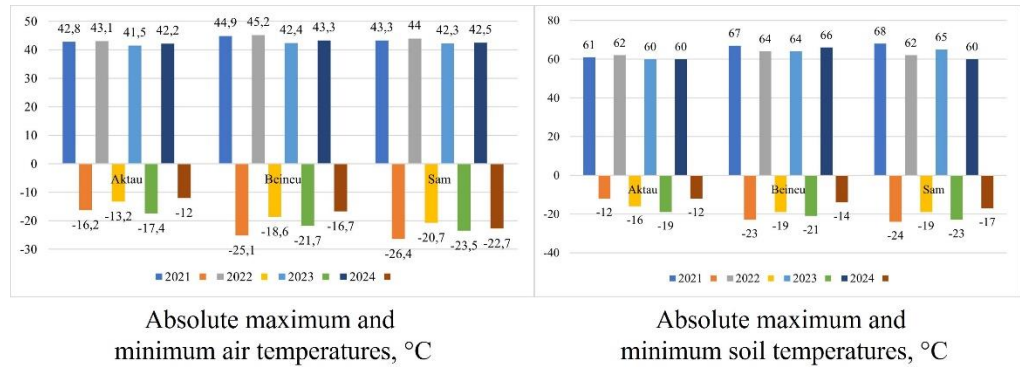 42,8 43,1 41,5 42,2 44,9 45,2 42,4 43,3 43,3 44 42,3 42,5
50
40
30
20
10
0
-10
-20
-30
Aktau Beincu Sam
-16,2 -13,2 -17,4 -12 -25,1 -18,6 -21,7 -16,7 -26,4 -20,7 -23,5 -22,7
2021 2022 2023 2024
Absolute maximum and
minimum air temperatures, °C
61 62 60 60 67 64 64 66 68 62 65 60
80
60
40
20
0
-20
-40
Aktau Beincu Sam
-12 -16 -19 -12 -23 -19 -21 -14 -24 -19 -23 -17
2021 2022 2023 2024
Absolute maximum and
minimum soil temperatures, °C